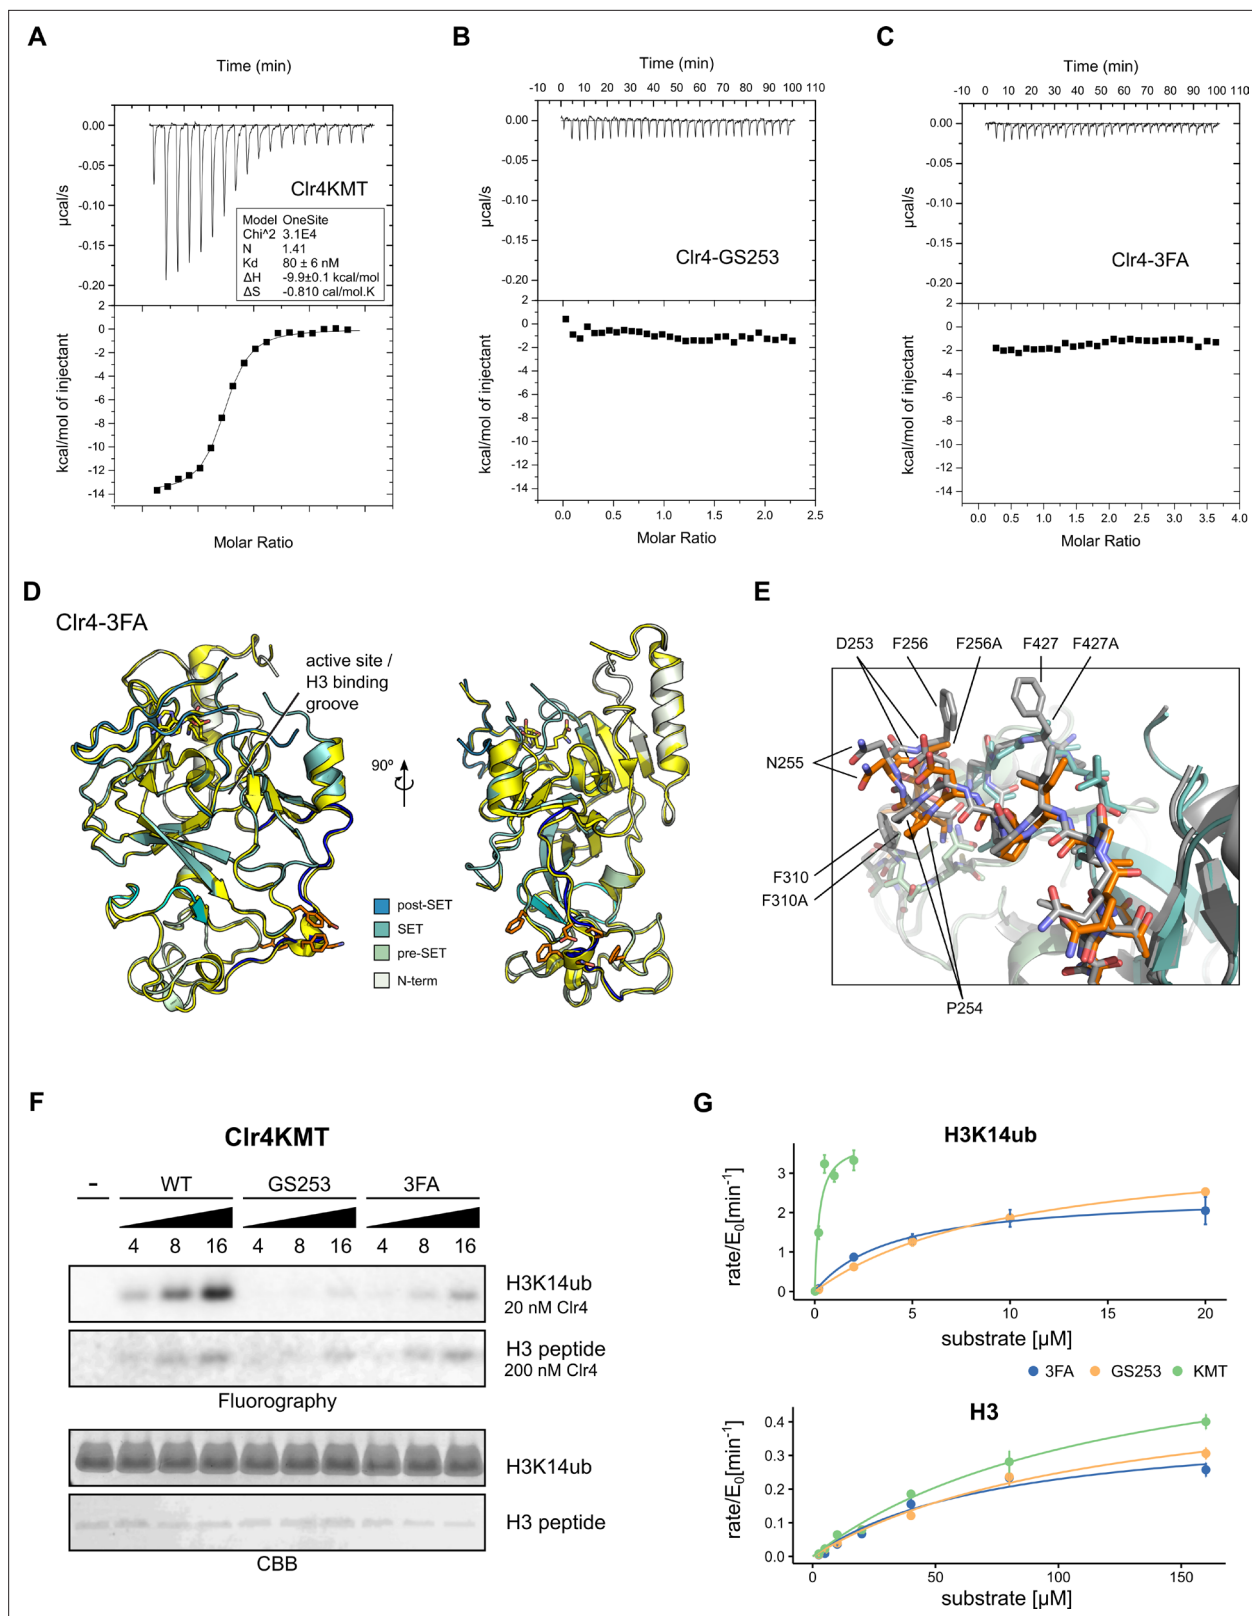 A
Time (min)
0.00
-0.05
-0.10
-0.15
-0.20
µcal/s
Clr4KMT
Model OneSite
Chi^2 3.1E4
N 1.41
Kd 80 ± 6 nM
ΔH -9.9±0.1 kcal/mol
ΔS -0.810 cal/mol.K
2
0
-2
-4
-6
-8
-10
-12
-14
kcal/mol of injectant
Molar Ratio
B
Time (min)
-10 0 10 20 30 40 50 60 70 80 90 100 110
0.00
-0.05
-0.10
-0.15
-0.20
µcal/s
Clr4-GS253
2
0
-2
-4
-6
-8
-10
-12
-14
kcal/mol of injectant
0.0 0.5 1.0 1.5 2.0 2.5
Molar Ratio
C
Time (min)
-10 0 10 20 30 40 50 60 70 80 90 100 110
0.00
-0.05
-0.10
-0.15
-0.20
µcal/s
Clr4-3FA
2
0
-2
-4
-6
-8
-10
-12
-14
kcal/mol of injectant
0.0 0.5 1.0 1.5 2.0 2.5 3.0 3.5 4.0
Molar Ratio
D
Clr4-3FA
active site /
H3 binding
groove
90º
post-SET
SET
pre-SET
N-term
E
D253 F256 F256A F427 F427A
N255
F310
F310A
P254
F
Clr4KMT
- WT GS253 3FA
4 8 16 4 8 16 4 8 16
H3K14ub
20 nM Clr4
H3 peptide
200 nM Clr4
Fluorography
H3K14ub
H3 peptide
CBB
G
H3K14ub
3
2
1
0
rate/E0[min-1]
0 5 10 15 20
substrate [µM]
3FA GS253 KMT
H3
0.4
0.3
0.2
0.1
0.0
rate/E0[min-1]
0 50 100 150
substrate [µM]